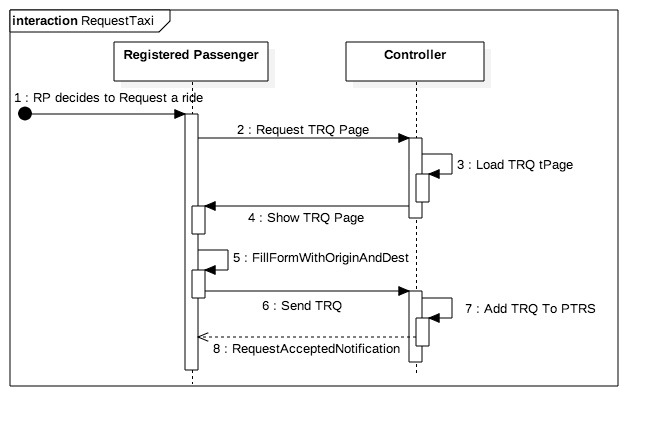 interaction RequestTaxi
Registered Passenger
Controller
1 : RP decides to Request a ride
2 : Request TRQ Page
3 : Load TRQ tPage
4 : Show TRQ Page
5 : FillFormWithOriginAndDest
6 : Send TRQ
7 : Add TRQ To PTRS
8 : RequestAcceptedNotification